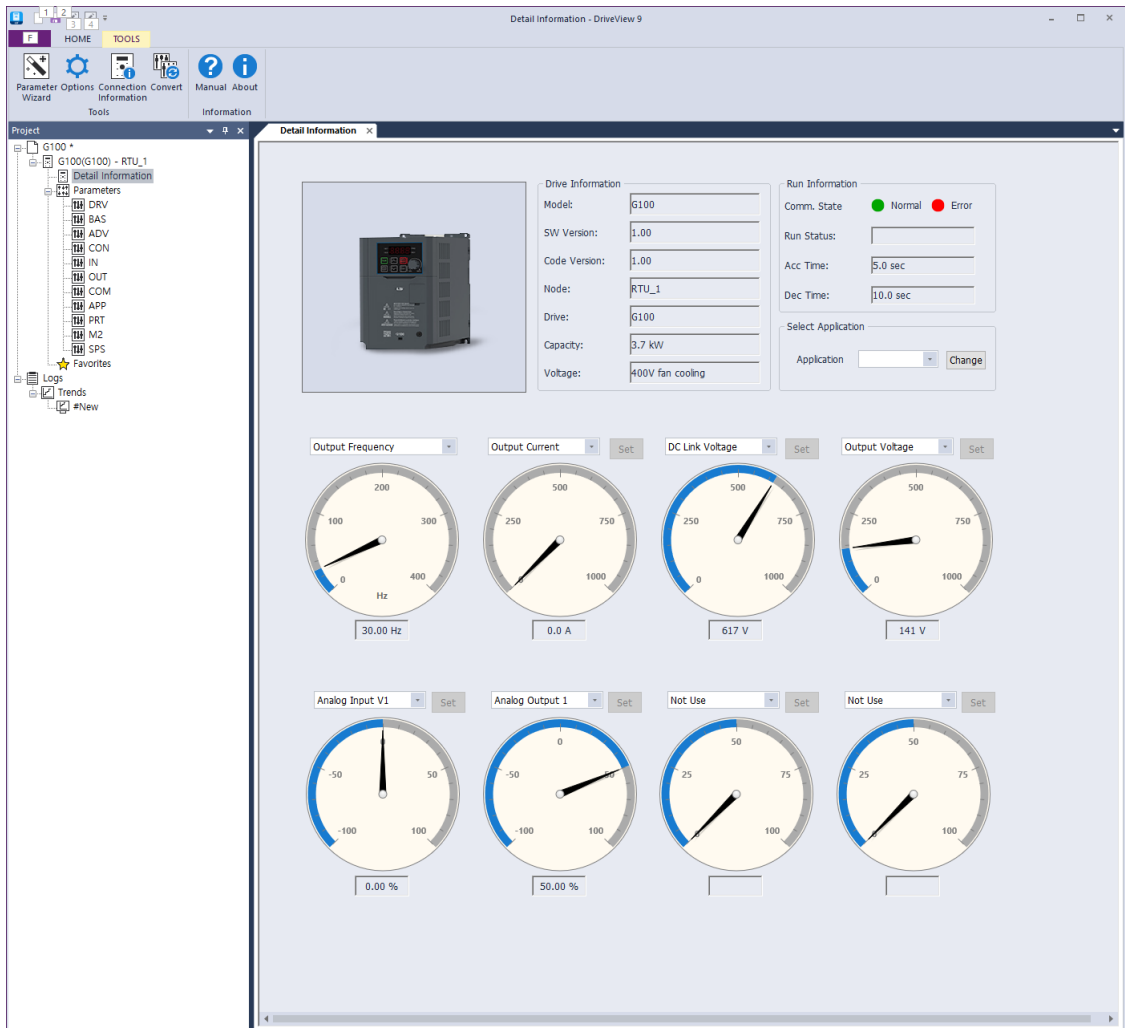 1 2
Detail Information - DriveView 9
3 4
F HOME TOOLS
Parameter Wizard Options Connection Information Convert Manual About
Tools Information
Project
Detail Information
G100 *
G100(G100) - RTU_1
Detail Information
Parameters
DRV
BAS
ADV
CON
IN
OUT
COM
APP
PRT
M2
SPS
Favorites
Logs
Trends
#New
Drive Information
Model: G100
SW Version: 1.00
Code Version: 1.00
Node: RTU_1
Drive: G100
Capacity: 3.7 kW
Voltage: 400V fan cooling
Run Information
Comm. State Normal Error
Run Status:
Acc Time: 5.0 sec
Dec Time: 10.0 sec
Select Application
Application Change
Output Frequency
0 100 200 300 400
Hz
30.00 Hz
Output Current Set
0 250 500 750 1000
0.0 A
DC Link Voltage Set
0 250 500 750 1000
617 V
Output Voltage Set
0 250 500 750 1000
141 V
Analog Input V1 Set
-100 -50 0 50 100
0.00 %
Analog Output 1 Set
-100 -50 0 50 100
50.00 %
Not Use Set
0 25 50 75 100
Not Use Set
0 25 50 75 100